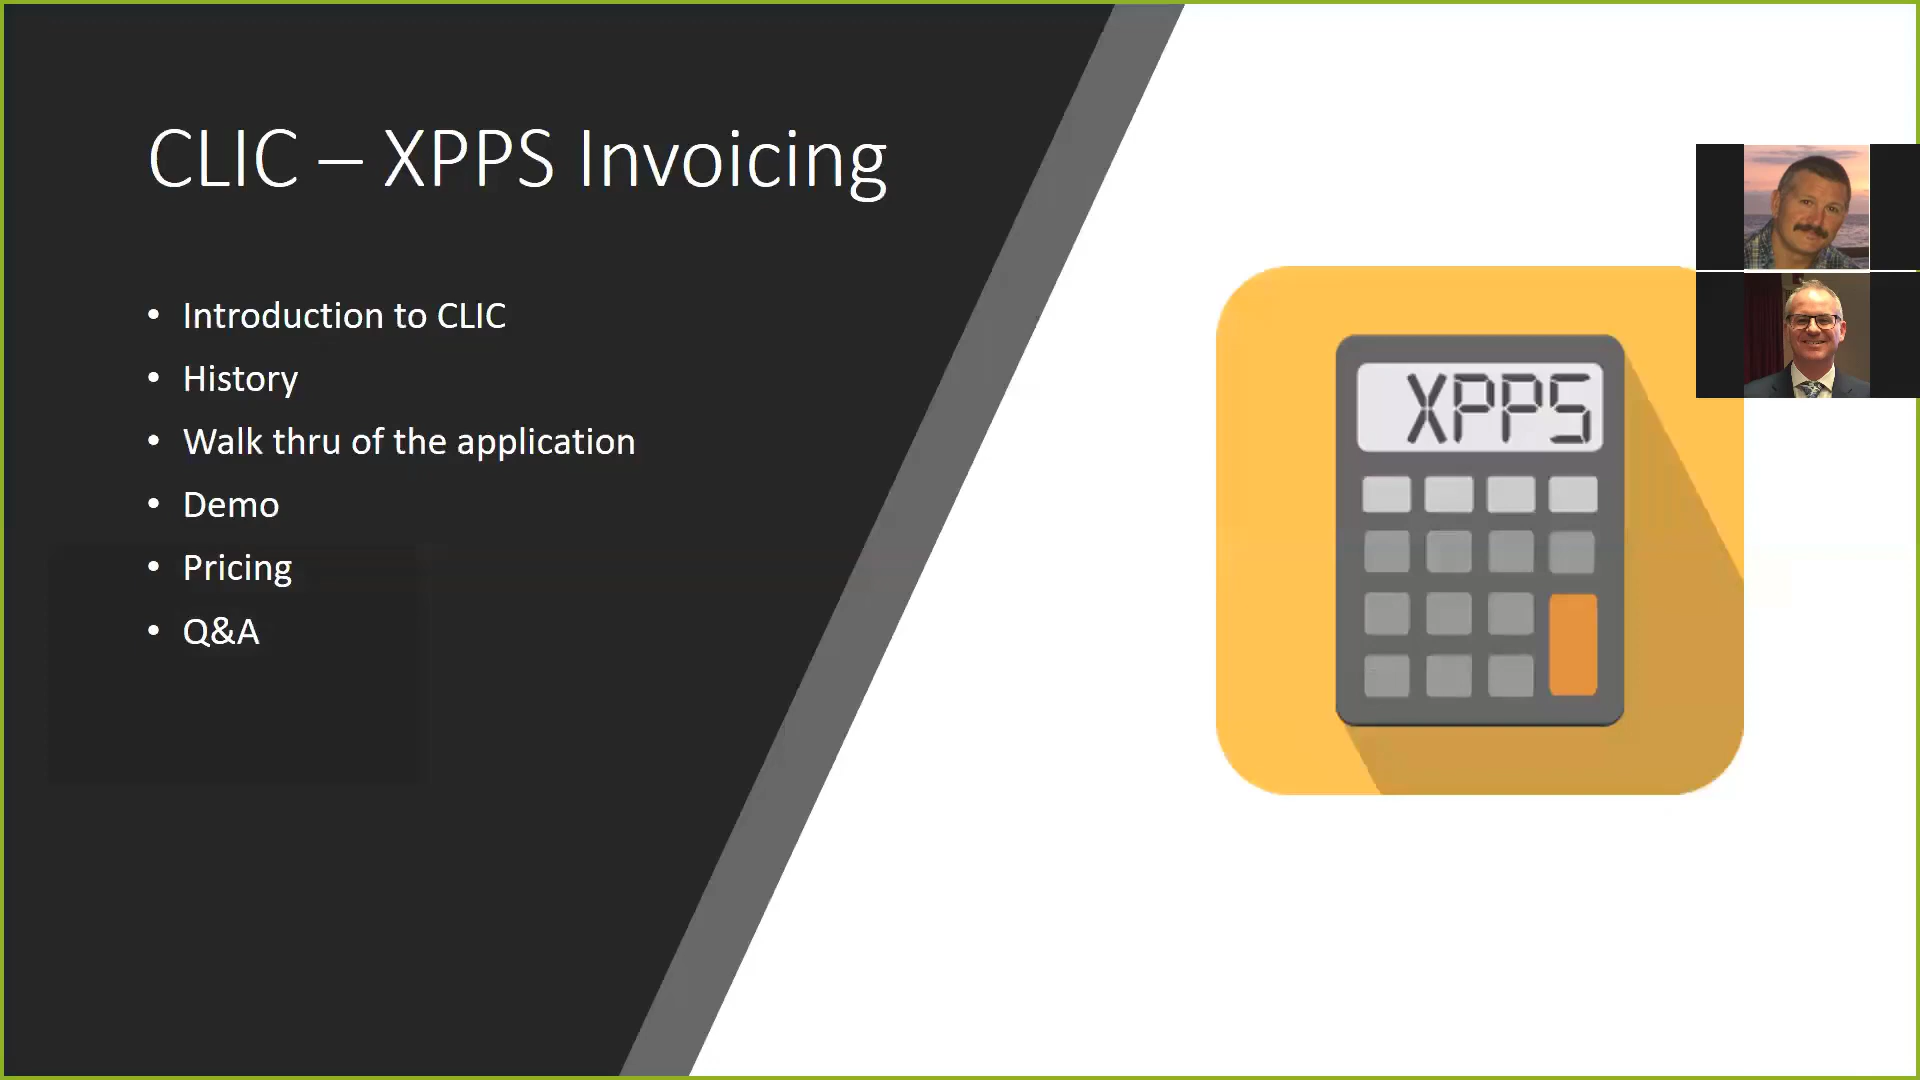 CLIC – XPPS Invoicing
• Introduction to CLIC
• History
• Walk thru of the application
• Demo
• Pricing
• Q&A
XPPS